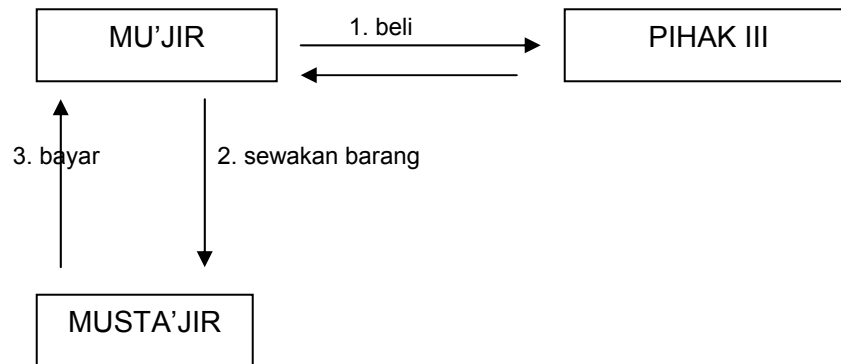 MU’JIR
1. beli
PIHAK III
3. bayar
2. sewakan barang
MUSTA’JIR